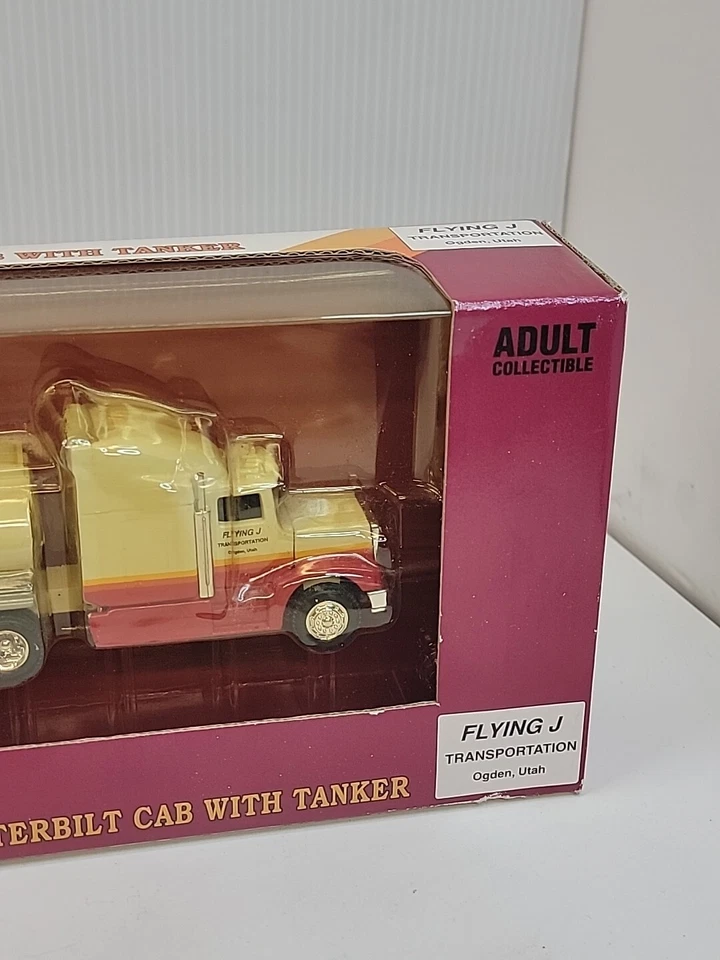 WITH TANKER
FLYING J
TRANSPORTATION
Ogden, Utah
ADULT
COLLECTIBLE
FLYING J
TRANSPORTATION
Ogden, Utah
FLYING J
TRANSPORTATION
Ogden, Utah
TERBILT CAB WITH TANKER